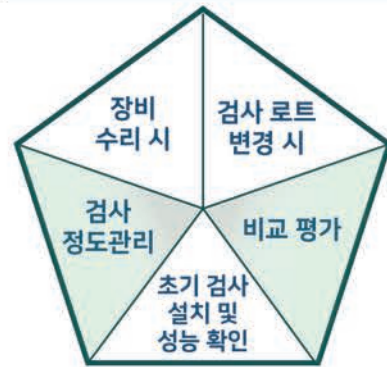 장비
수리 시
검사 로트
변경 시
검사
정도관리
비교 평가
초기 검사
설치 및
성능 확인